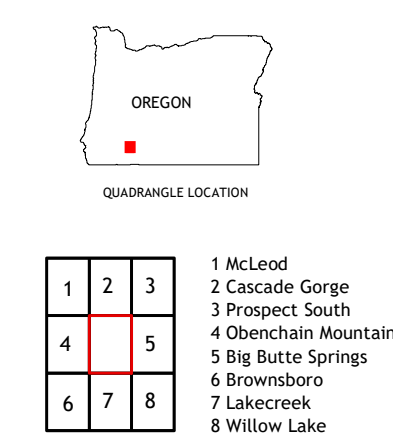 OREGON
QUADRANGLE LOCATION
1 2 3
4 5
6 7 8
1 McLeod
2 Cascade Gorge
3 Prospect South
4 Obenchain Mountain
5 Big Butte Springs
6 Brownsboro
7 Lakecreek
8 Willow Lake